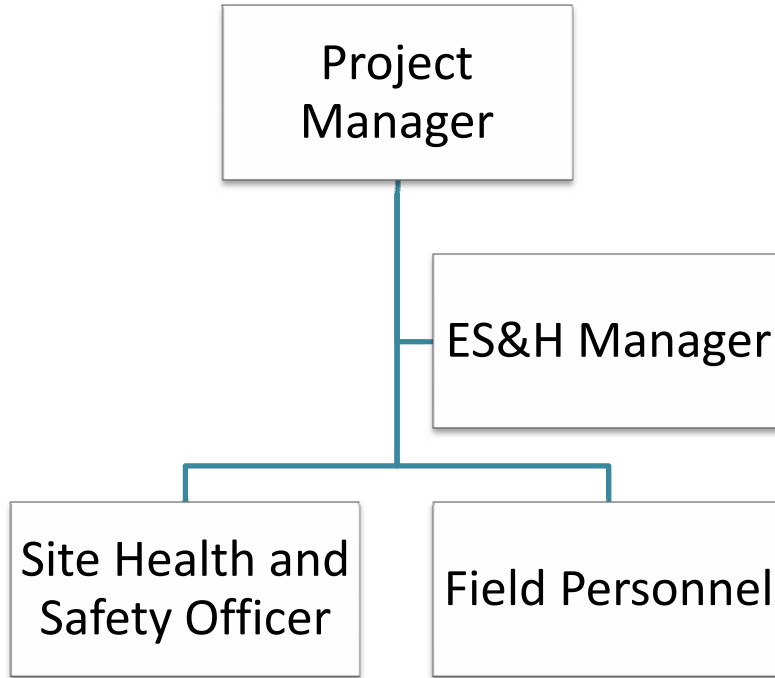 Project
Manager
ES&H Manager
Site Health and
Safety Officer
Field Personnel